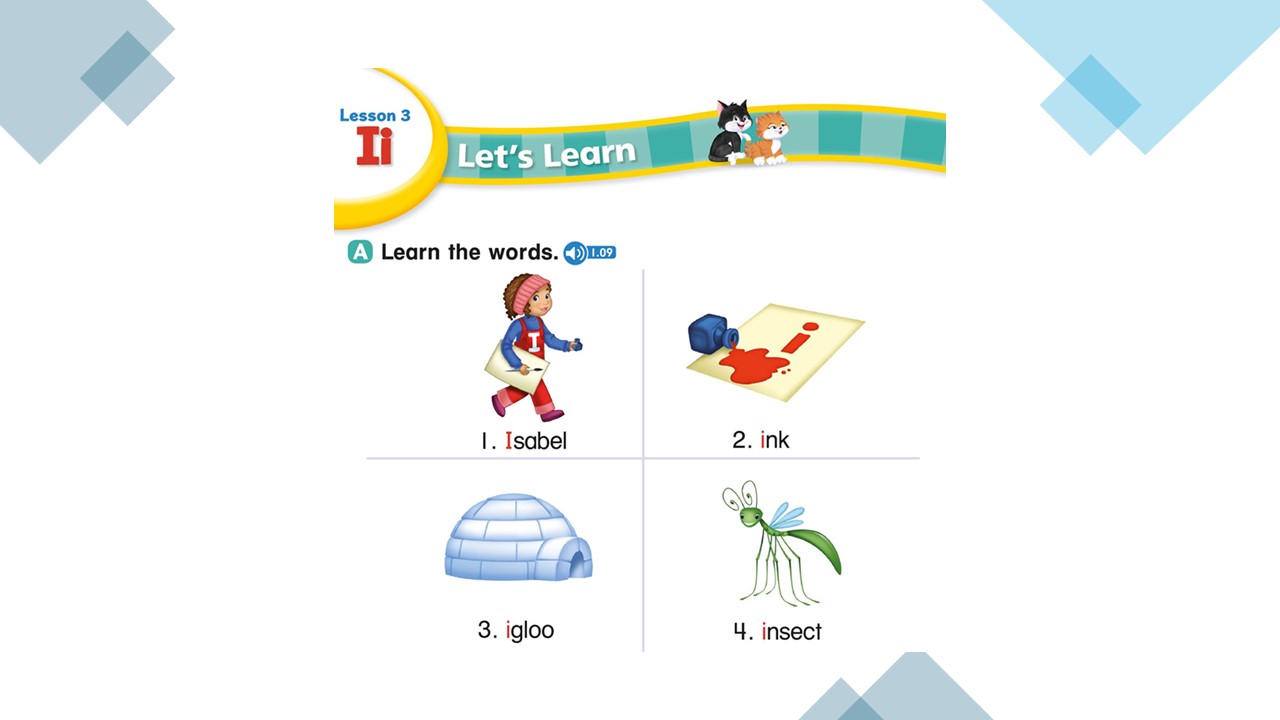 Lesson 3
Ii
Let's Learn
A Learn the words. 1.09
I
i
1. Isabel
2. ink
3. igloo
4. insect